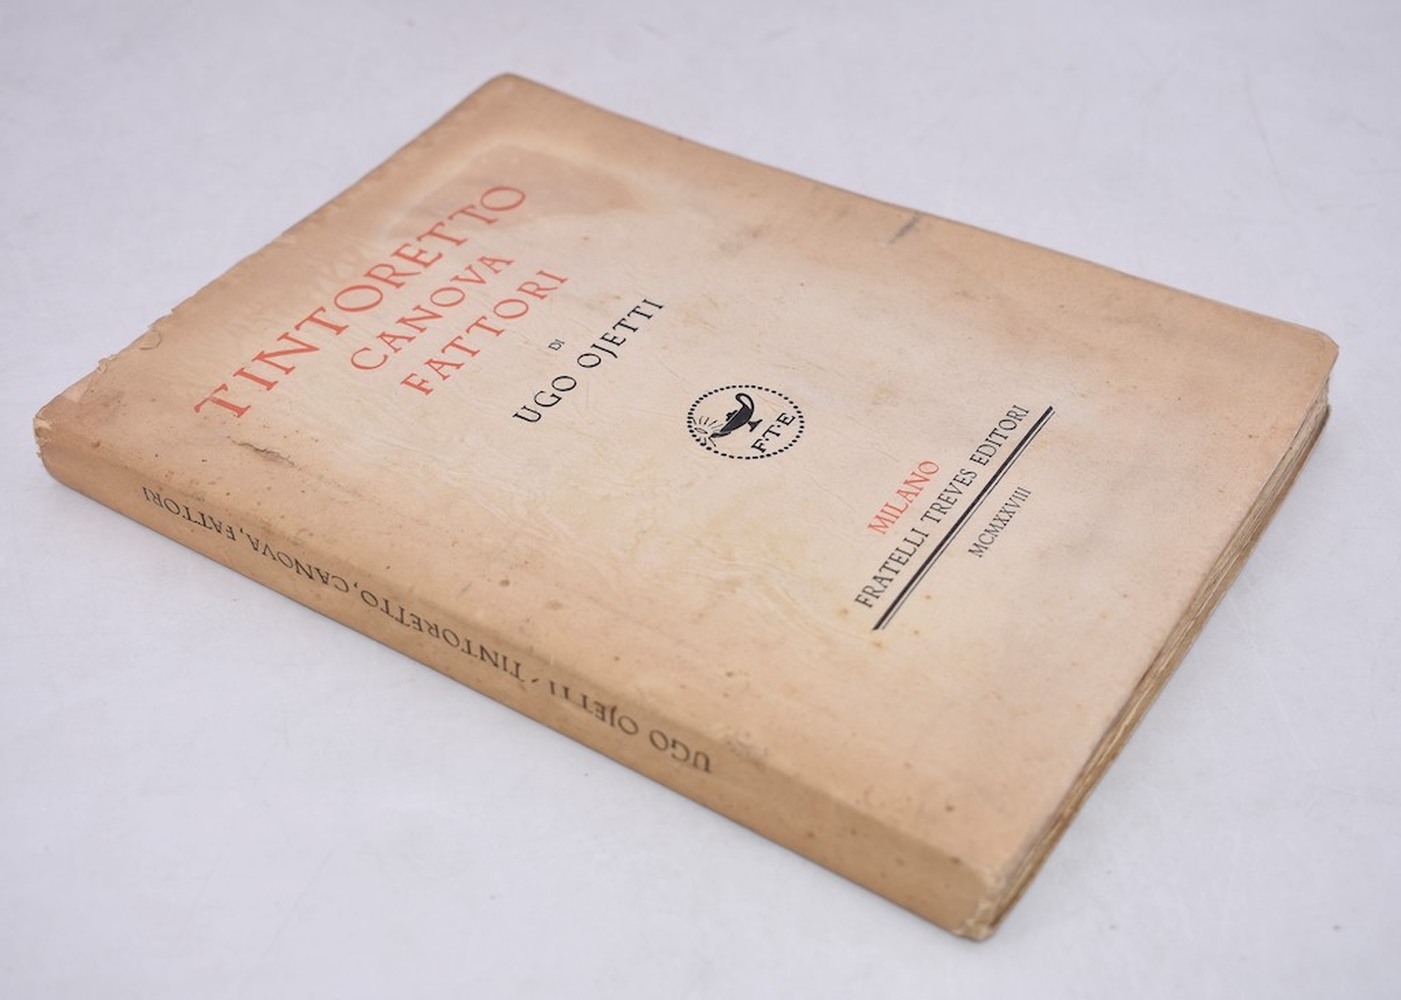 TINTORETTO
CANOVA
FATTORI
DI
UGO OJETTI
F·T·E
MILANO
FRATELLI TREVES EDITORI
MCMXXVIII
UGO OJETTI - TINTORETTO, CANOVA, FATTORI